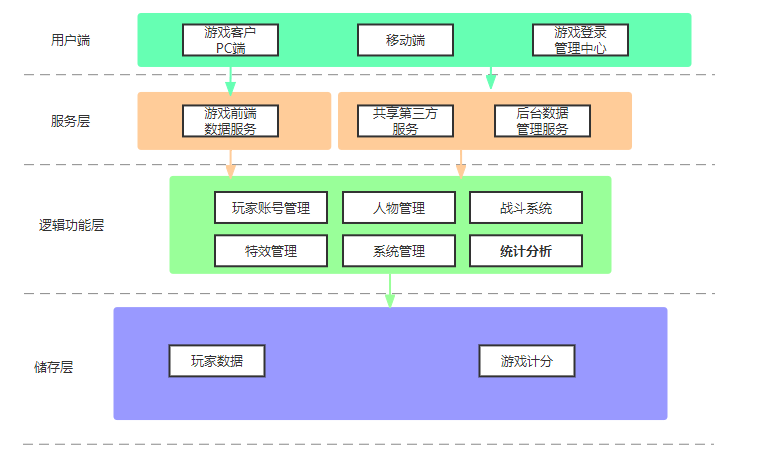 用户端
游戏客户
PC端
移动端
游戏登录
管理中心
服务层
游戏前端
数据服务
共享第三方
服务
后台数据
管理服务
逻辑功能层
玩家账号管理
人物管理
战斗系统
特效管理
系统管理
统计分析
储存层
玩家数据
游戏计分